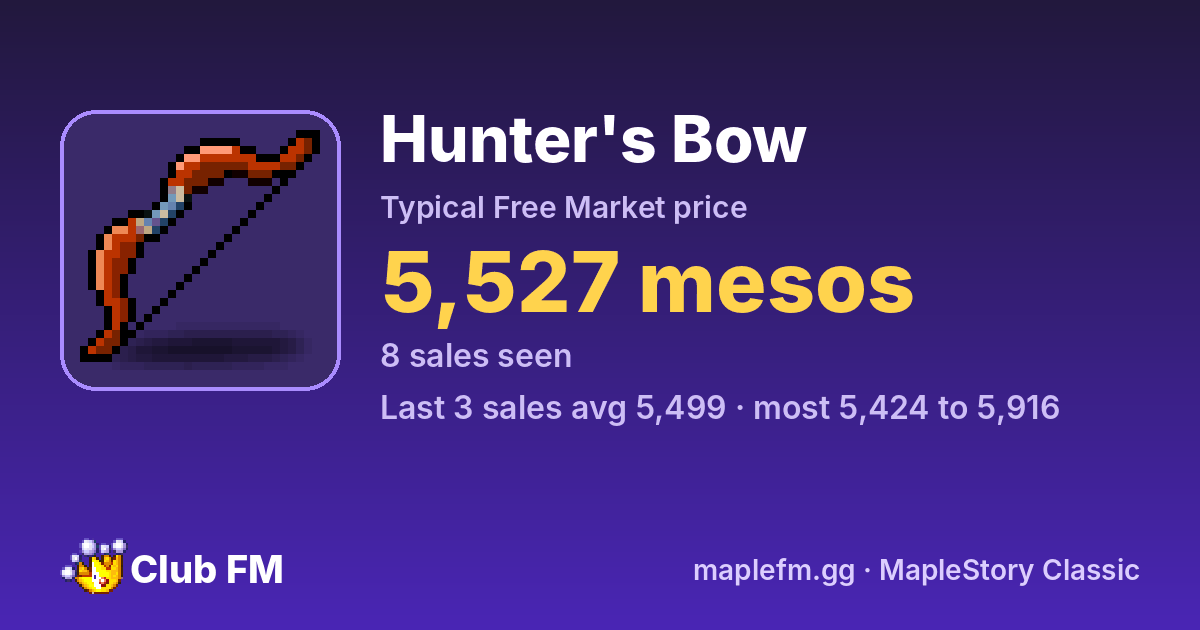 Hunter's Bow
Typical Free Market price
5,527 mesos
8 sales seen
Last 3 sales avg 5,499 · most 5,424 to 5,916
Club FM
maplefm.gg · MapleStory Classic